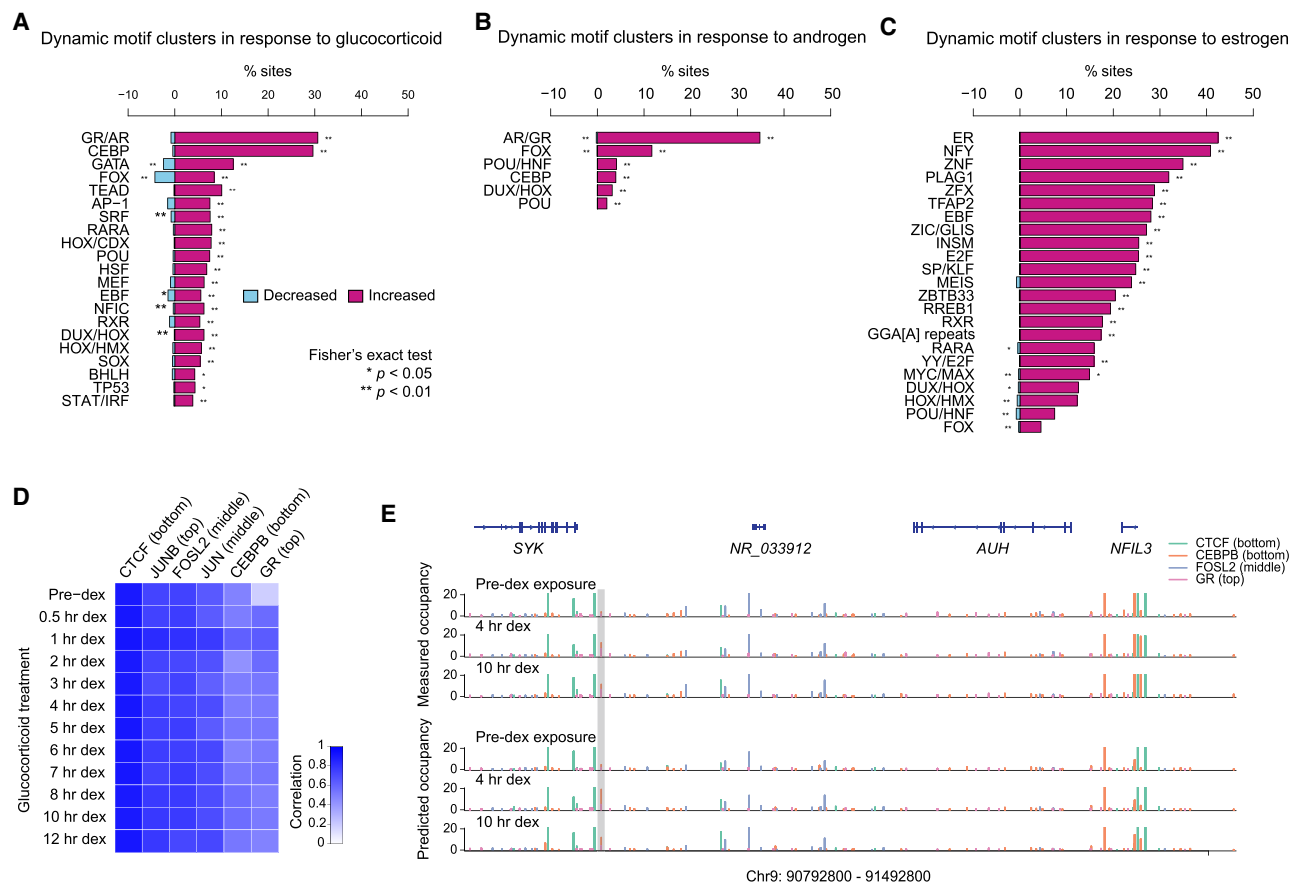 A
Dynamic motif clusters in response to glucocorticoid
% sites
−10 0 10 20 30 40 50
GR/AR **
CEBP **
** GATA **
** FOX **
TEAD **
AP−1 **
SRF ** **
RARA **
HOX/CDX **
POU **
HSF **
MEF **
EBF * **
NFIC ** **
RXR **
DUX/HOX ** **
HOX/HMX **
SOX **
BHLH *
TP53 *
STAT/IRF **
Decreased Increased
Fisher's exact test
* p < 0.05
** p < 0.01
B
Dynamic motif clusters in response to androgen
% sites
−10 0 10 20 30 40 50
AR/GR ** **
FOX ** **
POU/HNF **
CEBP **
DUX/HOX **
POU **
C
Dynamic motif clusters in response to estrogen
% sites
−10 0 10 20 30 40 50
ER **
NFY **
ZNF **
PLAG1 **
ZFX **
TFAP2 **
EBF **
ZIC/GLIS **
INSM **
E2F **
SP/KLF **
MEIS **
ZBTB33 **
RREB1 **
RXR **
GGA[A] repeats **
RARA *
YY/E2F **
MYC/MAX ** *
DUX/HOX *
HOX/HMX **
POU/HNF **
FOX **
D
CTCF (bottom)
JUNB (top)
FOSL2 (middle)
JUN (middle)
CEBPB (bottom)
GR (top)
Glucocorticoid treatment
Pre−dex
0.5 hr dex
1 hr dex
2 hr dex
3 hr dex
4 hr dex
5 hr dex
6 hr dex
7 hr dex
8 hr dex
10 hr dex
12 hr dex
Correlation
1
0.8
0.6
0.4
0.2
0
E
SYK NR_033912 AUH NFIL3
CTCF (bottom)
CEBPB (bottom)
FOSL2 (middle)
GR (top)
Measured occupancy
Pre-dex exposure
20
0
4 hr dex
20
0
10 hr dex
20
0
Predicted occupancy
Pre-dex exposure
20
0
4 hr dex
20
0
10 hr dex
20
0
Chr9: 90792800 - 91492800